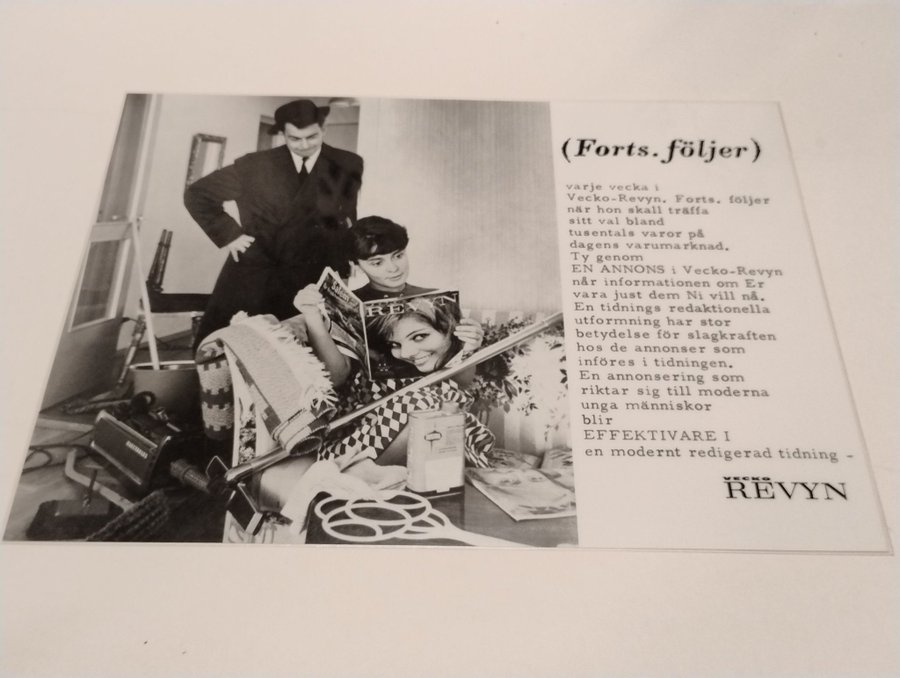 (Forts. följer)
varje vecka i
Vecko-Revyn. Forts. följer
när hon skall träffa
sitt val bland
tusentals varor på
dagens varumarknad.
Ty genom
EN ANNONS i Vecko-Revyn
når informationen om Er
vara just dem Ni vill nå.
En tidnings redaktionella
utformning har stor
betydelse för slagkraften
hos de annonser som
införes i tidningen.
En annonsering som
riktar sig till moderna
unga människor
blir
EFFEKTIVARE I
en modernt redigerad tidning -
VECKO
REVYN
REVYN